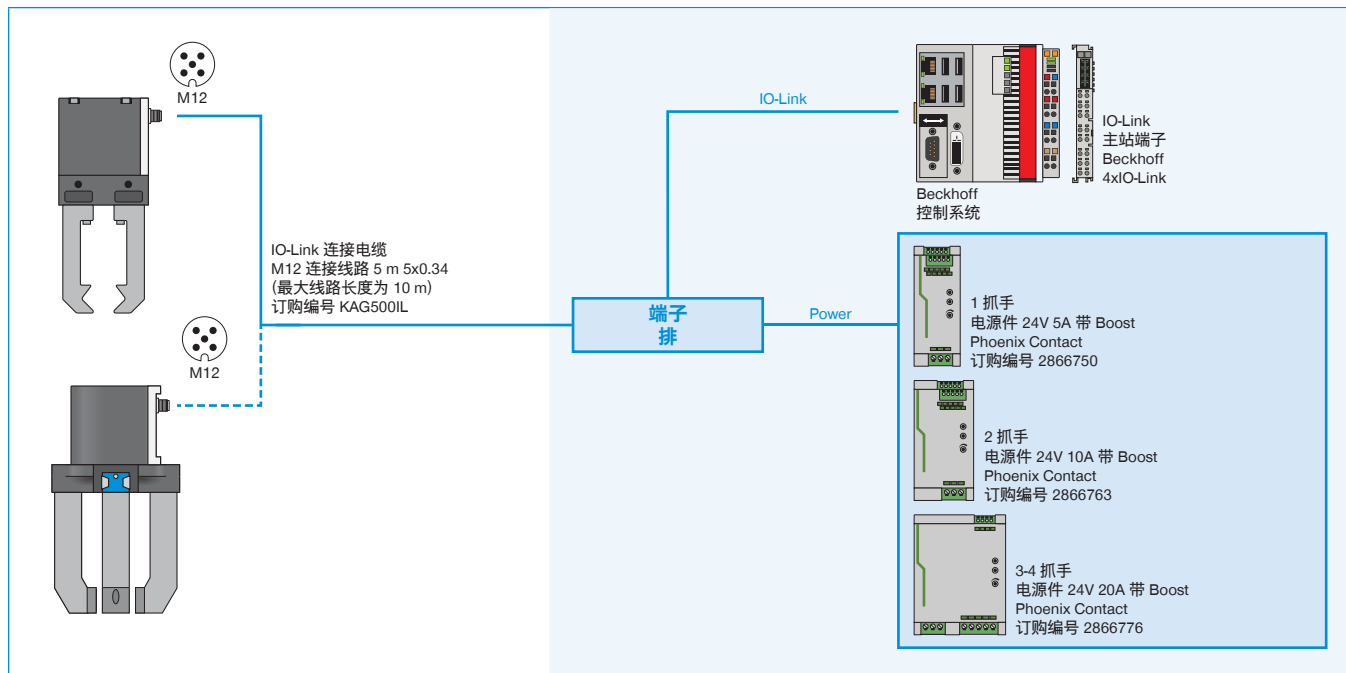 M12
IO-Link 连接电缆
M12 连接线路 5 m 5x0.34
(最大线路长度为 10 m)
订购编号 KAG500IL
M12
端子
排
IO-Link
Power
Beckhoff
控制系统
IO-Link
主站端子
Beckhoff
4xIO-Link
1 抓手
电源件 24V 5A 带 Boost
Phoenix Contact
订购编号 2866750
2 抓手
电源件 24V 10A 带 Boost
Phoenix Contact
订购编号 2866763
3-4 抓手
电源件 24V 20A 带 Boost
Phoenix Contact
订购编号 2866776